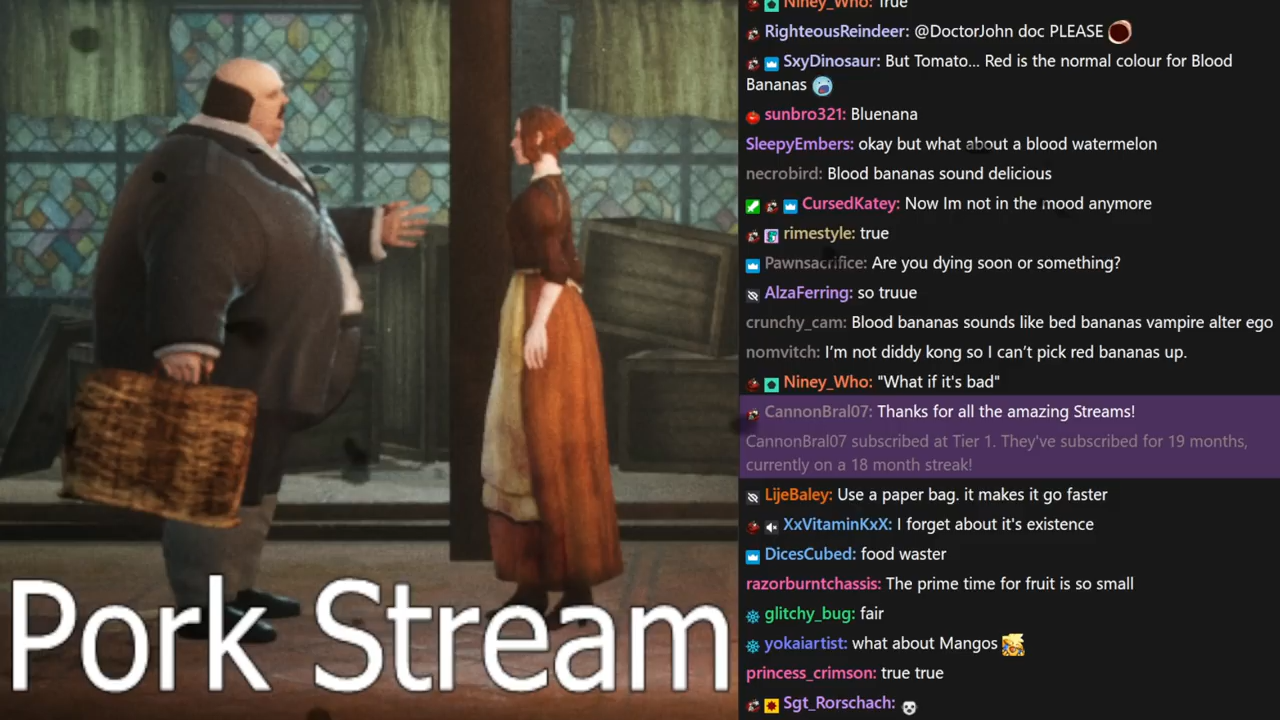 Niney_Who: True
RighteousReindeer: @DoctorJohn doc PLEASE
SxyDinosaur: But Tomato... Red is the normal colour for Blood
Bananas
sunbro321: Bluenana
SleepyEmbers: okay but what about a blood watermelon
necrobird: Blood bananas sound delicious
CursedKatey: Now Im not in the mood anymore
rimestyle: true
Pawnsacrifice: Are you dying soon or something?
AlzaFerring: so truue
crunchy_cam: Blood bananas sounds like bed bananas vampire alter ego
nomvitch: I’m not diddy kong so I can’t pick red bananas up.
Niney_Who: "What if it's bad"
CannonBral07: Thanks for all the amazing Streams!
CannonBral07 subscribed at Tier 1. They've subscribed for 19 months,
currently on a 18 month streak!
LijeBaley: Use a paper bag. it makes it go faster
XxVitaminKxX: I forget about it's existence
DicesCubed: food waster
razorburntchassis: The prime time for fruit is so small
glitchy_bug: fair
yokaiartist: what about Mangos
princess_crimson: true true
Sgt_Rorschach:
Pork Stream